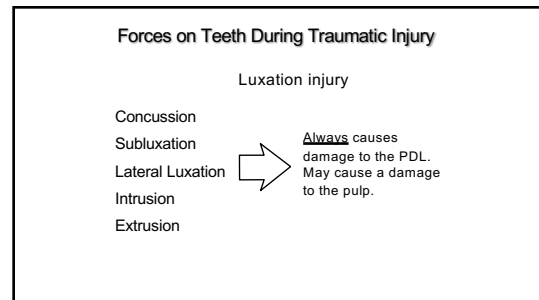 Forces on Teeth During Traumatic Injury
Luxation injury
Concussion
Subluxation
Lateral Luxation
Intrusion
Extrusion
Always causes
damage to the PDL.
May cause a damage
to the pulp.